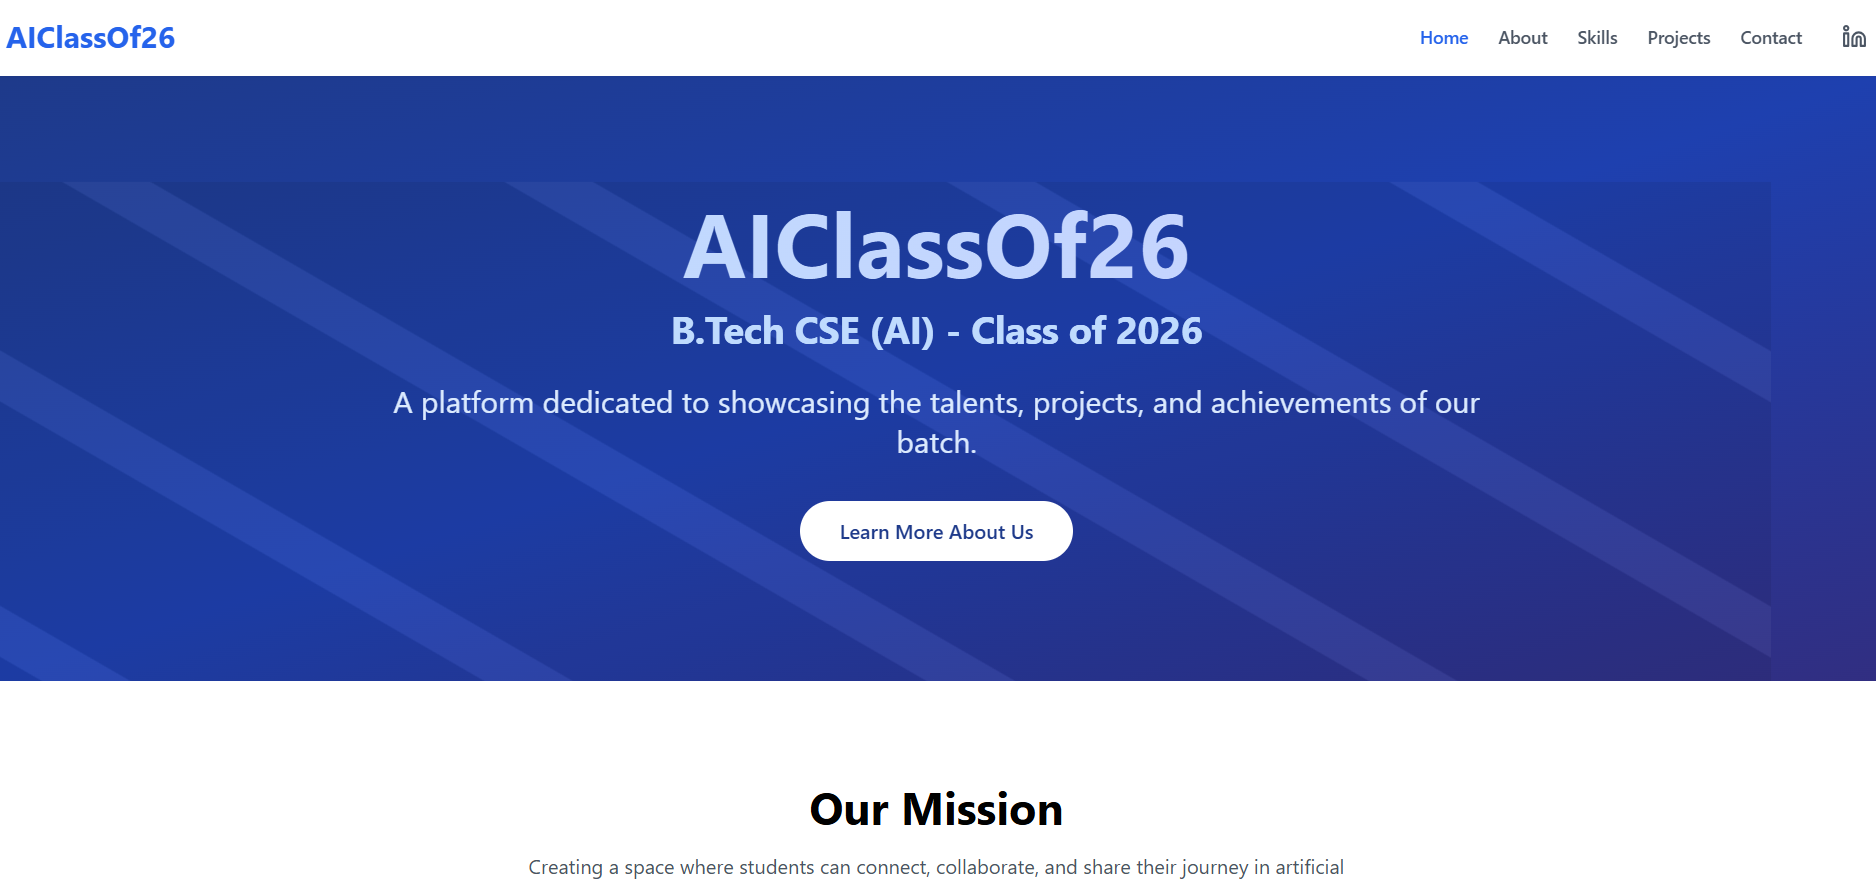 AIClassOf26
Home About Skills Projects Contact
AIClassOf26
B.Tech CSE (AI) - Class of 2026
A platform dedicated to showcasing the talents, projects, and achievements of our
batch.
Learn More About Us
Our Mission
Creating a space where students can connect, collaborate, and share their journey in artificial